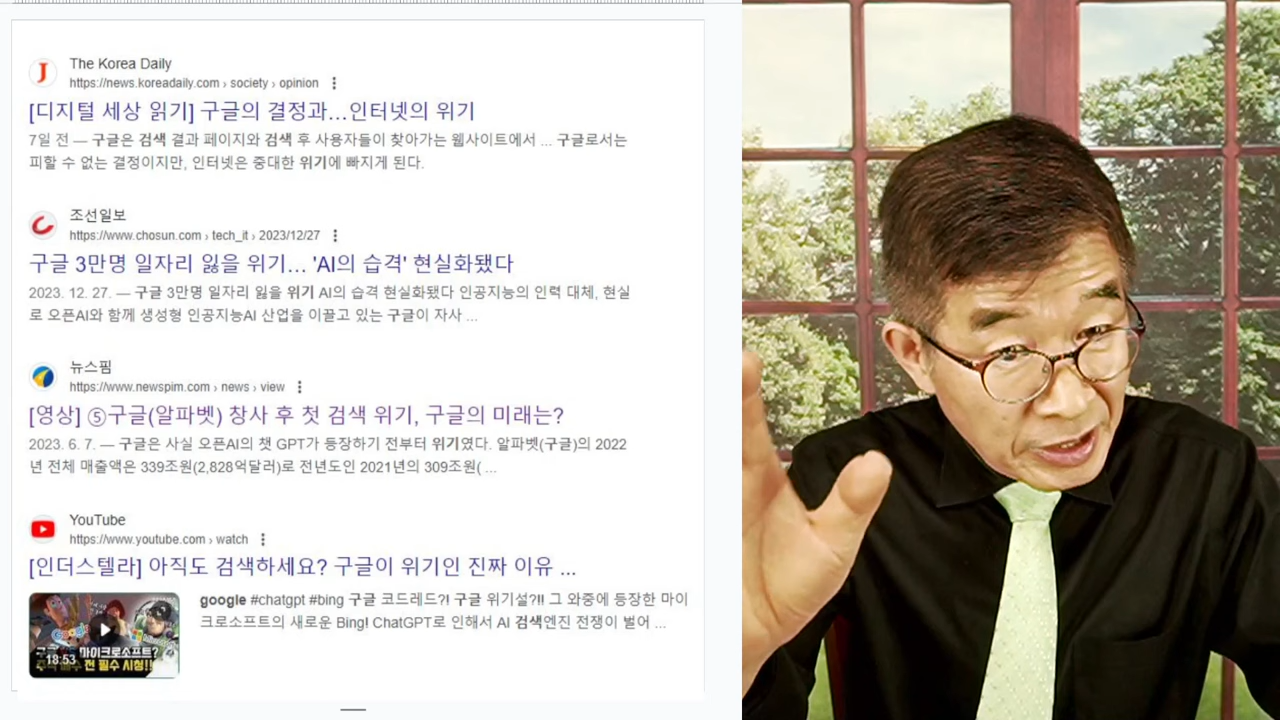 The Korea Daily
https://news.koreadaily.com › society › opinion
[디지털 세상 읽기] 구글의 결정과...인터넷의 위기
7일 전 — 구글은 검색 결과 페이지와 검색 후 사용자들이 찾아가는 웹사이트에서 ... 구글로서는
피할 수 없는 결정이지만, 인터넷은 중대한 위기에 빠지게 된다.
조선일보
https://www.chosun.com › tech_it › 2023/12/27
구글 3만명 일자리 잃을 위기... 'AI의 습격' 현실화됐다
2023. 12. 27. — 구글 3만명 일자리 잃을 위기 AI의 습격 현실화됐다 인공지능의 인력 대체, 현실
로 오픈AI와 함께 생성형 인공지능AI 산업을 이끌고 있는 구글이 자사 ...
뉴스핌
https://www.newspim.com › news › view
[영상] ⑤구글(알파벳) 창사 후 첫 검색 위기, 구글의 미래는?
2023. 6. 7. — 구글은 사실 오픈AI의 챗 GPT가 등장하기 전부터 위기였다. 알파벳(구글)의 2022
년 전체 매출액은 339조원(2,828억달러)로 전년도인 2021년의 309조원( ...
YouTube
https://www.youtube.com › watch
[인더스텔라] 아직도 검색하세요? 구글이 위기인 진짜 이유 ...
google #chatgpt #bing 구글 코드레드?! 구글 위기설?!! 그 와중에 등장한 마이
크로소프트의 새로운 Bing! ChatGPT로 인해서 AI 검색엔진 전쟁이 벌어 ...
Google
마이크로소프트?
18:53
전 필수 시청!!